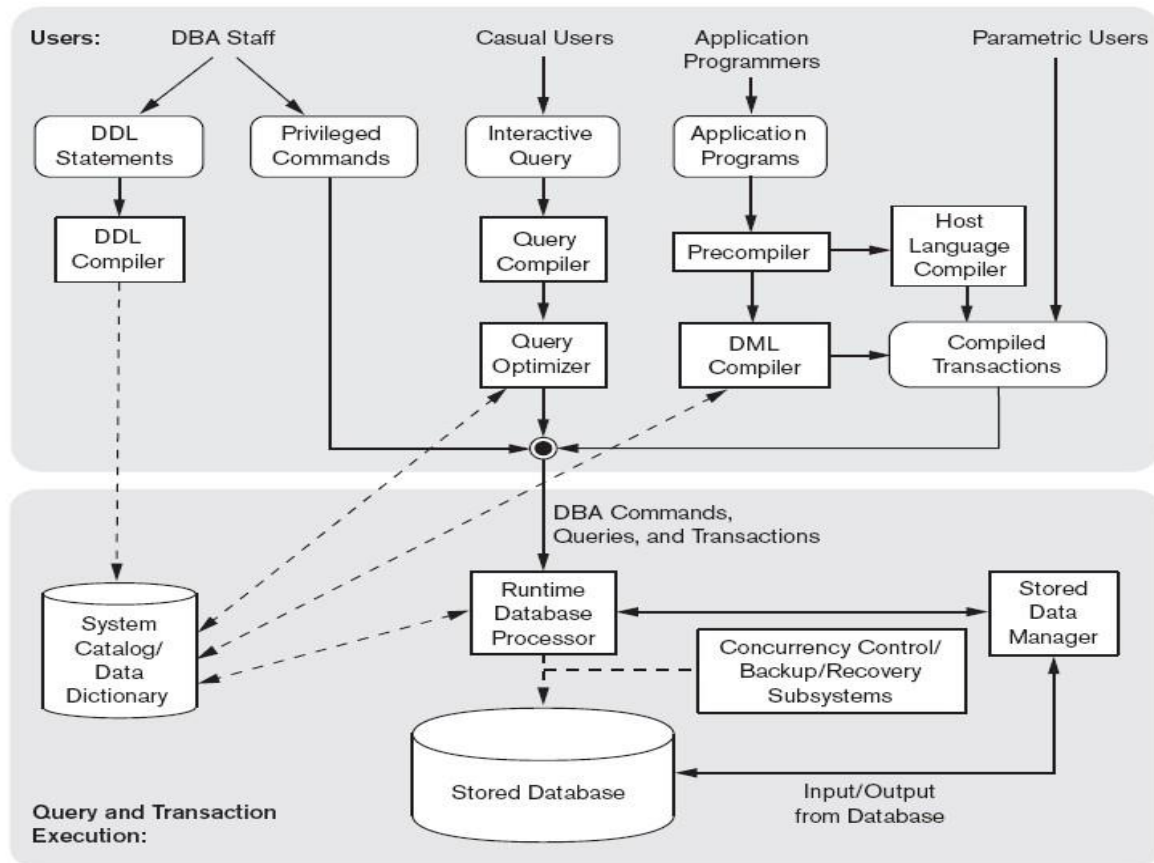 Users:
DBA Staff
Casual Users
Application
Programmers
Parametric Users
DDL
Statements
Privileged
Commands
Interactive
Query
Application
Programs
DDL
Compiler
Query
Compiler
Precompiler
Host
Language
Compiler
Query
Optimizer
DML
Compiler
Compiled
Transactions
DBA Commands,
Queries, and Transactions
System
Catalog/
Data
Dictionary
Runtime
Database
Processor
Stored
Data
Manager
Concurrency Control/
Backup/Recovery
Subsystems
Stored Database
Input/Output
from Database
Query and Transaction
Execution: